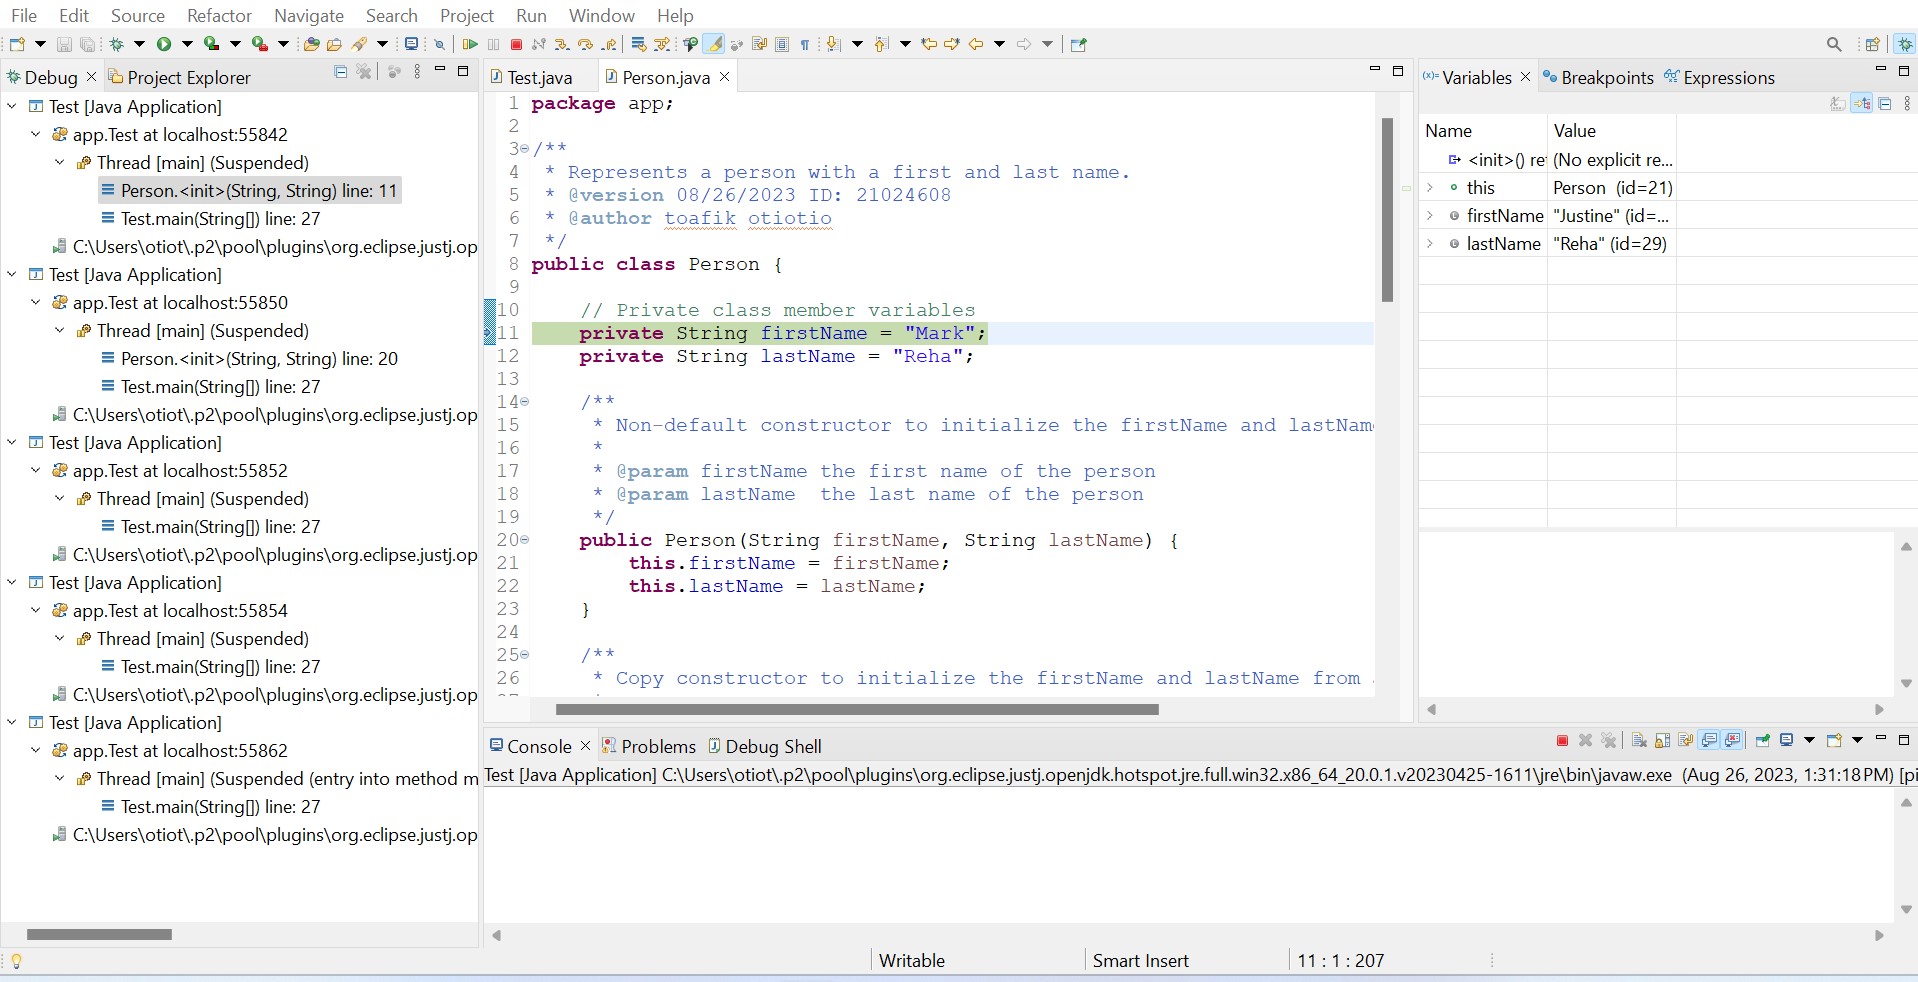 File Edit Source Refactor Navigate Search Project Run Window Help
Debug Project Explorer
Test [Java Application]
app.Test at localhost:55842
Thread [main] (Suspended)
Person.<init>(String, String) line: 11
Test.main(String[]) line: 27
C:\Users\otiot\.p2\pool\plugins\org.eclipse.justj.op
Test [Java Application]
app.Test at localhost:55850
Thread [main] (Suspended)
Person.<init>(String, String) line: 20
Test.main(String[]) line: 27
C:\Users\otiot\.p2\pool\plugins\org.eclipse.justj.op
Test [Java Application]
app.Test at localhost:55852
Thread [main] (Suspended)
Test.main(String[]) line: 27
C:\Users\otiot\.p2\pool\plugins\org.eclipse.justj.op
Test [Java Application]
app.Test at localhost:55854
Thread [main] (Suspended)
Test.main(String[]) line: 27
C:\Users\otiot\.p2\pool\plugins\org.eclipse.justj.op
Test [Java Application]
app.Test at localhost:55862
Thread [main] (Suspended (entry into method m
Test.main(String[]) line: 27
C:\Users\otiot\.p2\pool\plugins\org.eclipse.justj.op
Test.java Person.java
1 package app;
2
3 /**
4 * Represents a person with a first and last name.
5 * @version 08/26/2023 ID: 21024608
6 * @author toafik otiotio
7 */
8 public class Person {
9
10 // Private class member variables
11 private String firstName = "Mark";
12 private String lastName = "Reha";
13
14 /**
15 * Non-default constructor to initialize the firstName and lastNam
16 *
17 * @param firstName the first name of the person
18 * @param lastName the last name of the person
19 */
20 public Person(String firstName, String lastName) {
21 this.firstName = firstName;
22 this.lastName = lastName;
23 }
24
25 /**
26 * Copy constructor to initialize the firstName and lastName from
Variables Breakpoints Expressions
Name Value
<init>() ret (No explicit re...
this Person (id=21)
firstName "Justine" (id=...
lastName "Reha" (id=29)
Console Problems Debug Shell
Test [Java Application] C:\Users\otiot\.p2\pool\plugins\org.eclipse.justj.openjdk.hotspot.jre.full.win32.x86_64_20.0.1.v20230425-1611\jre\bin\javaw.exe (Aug 26, 2023, 1:31:18 PM) [pi
Writable Smart Insert 11 : 1 : 207